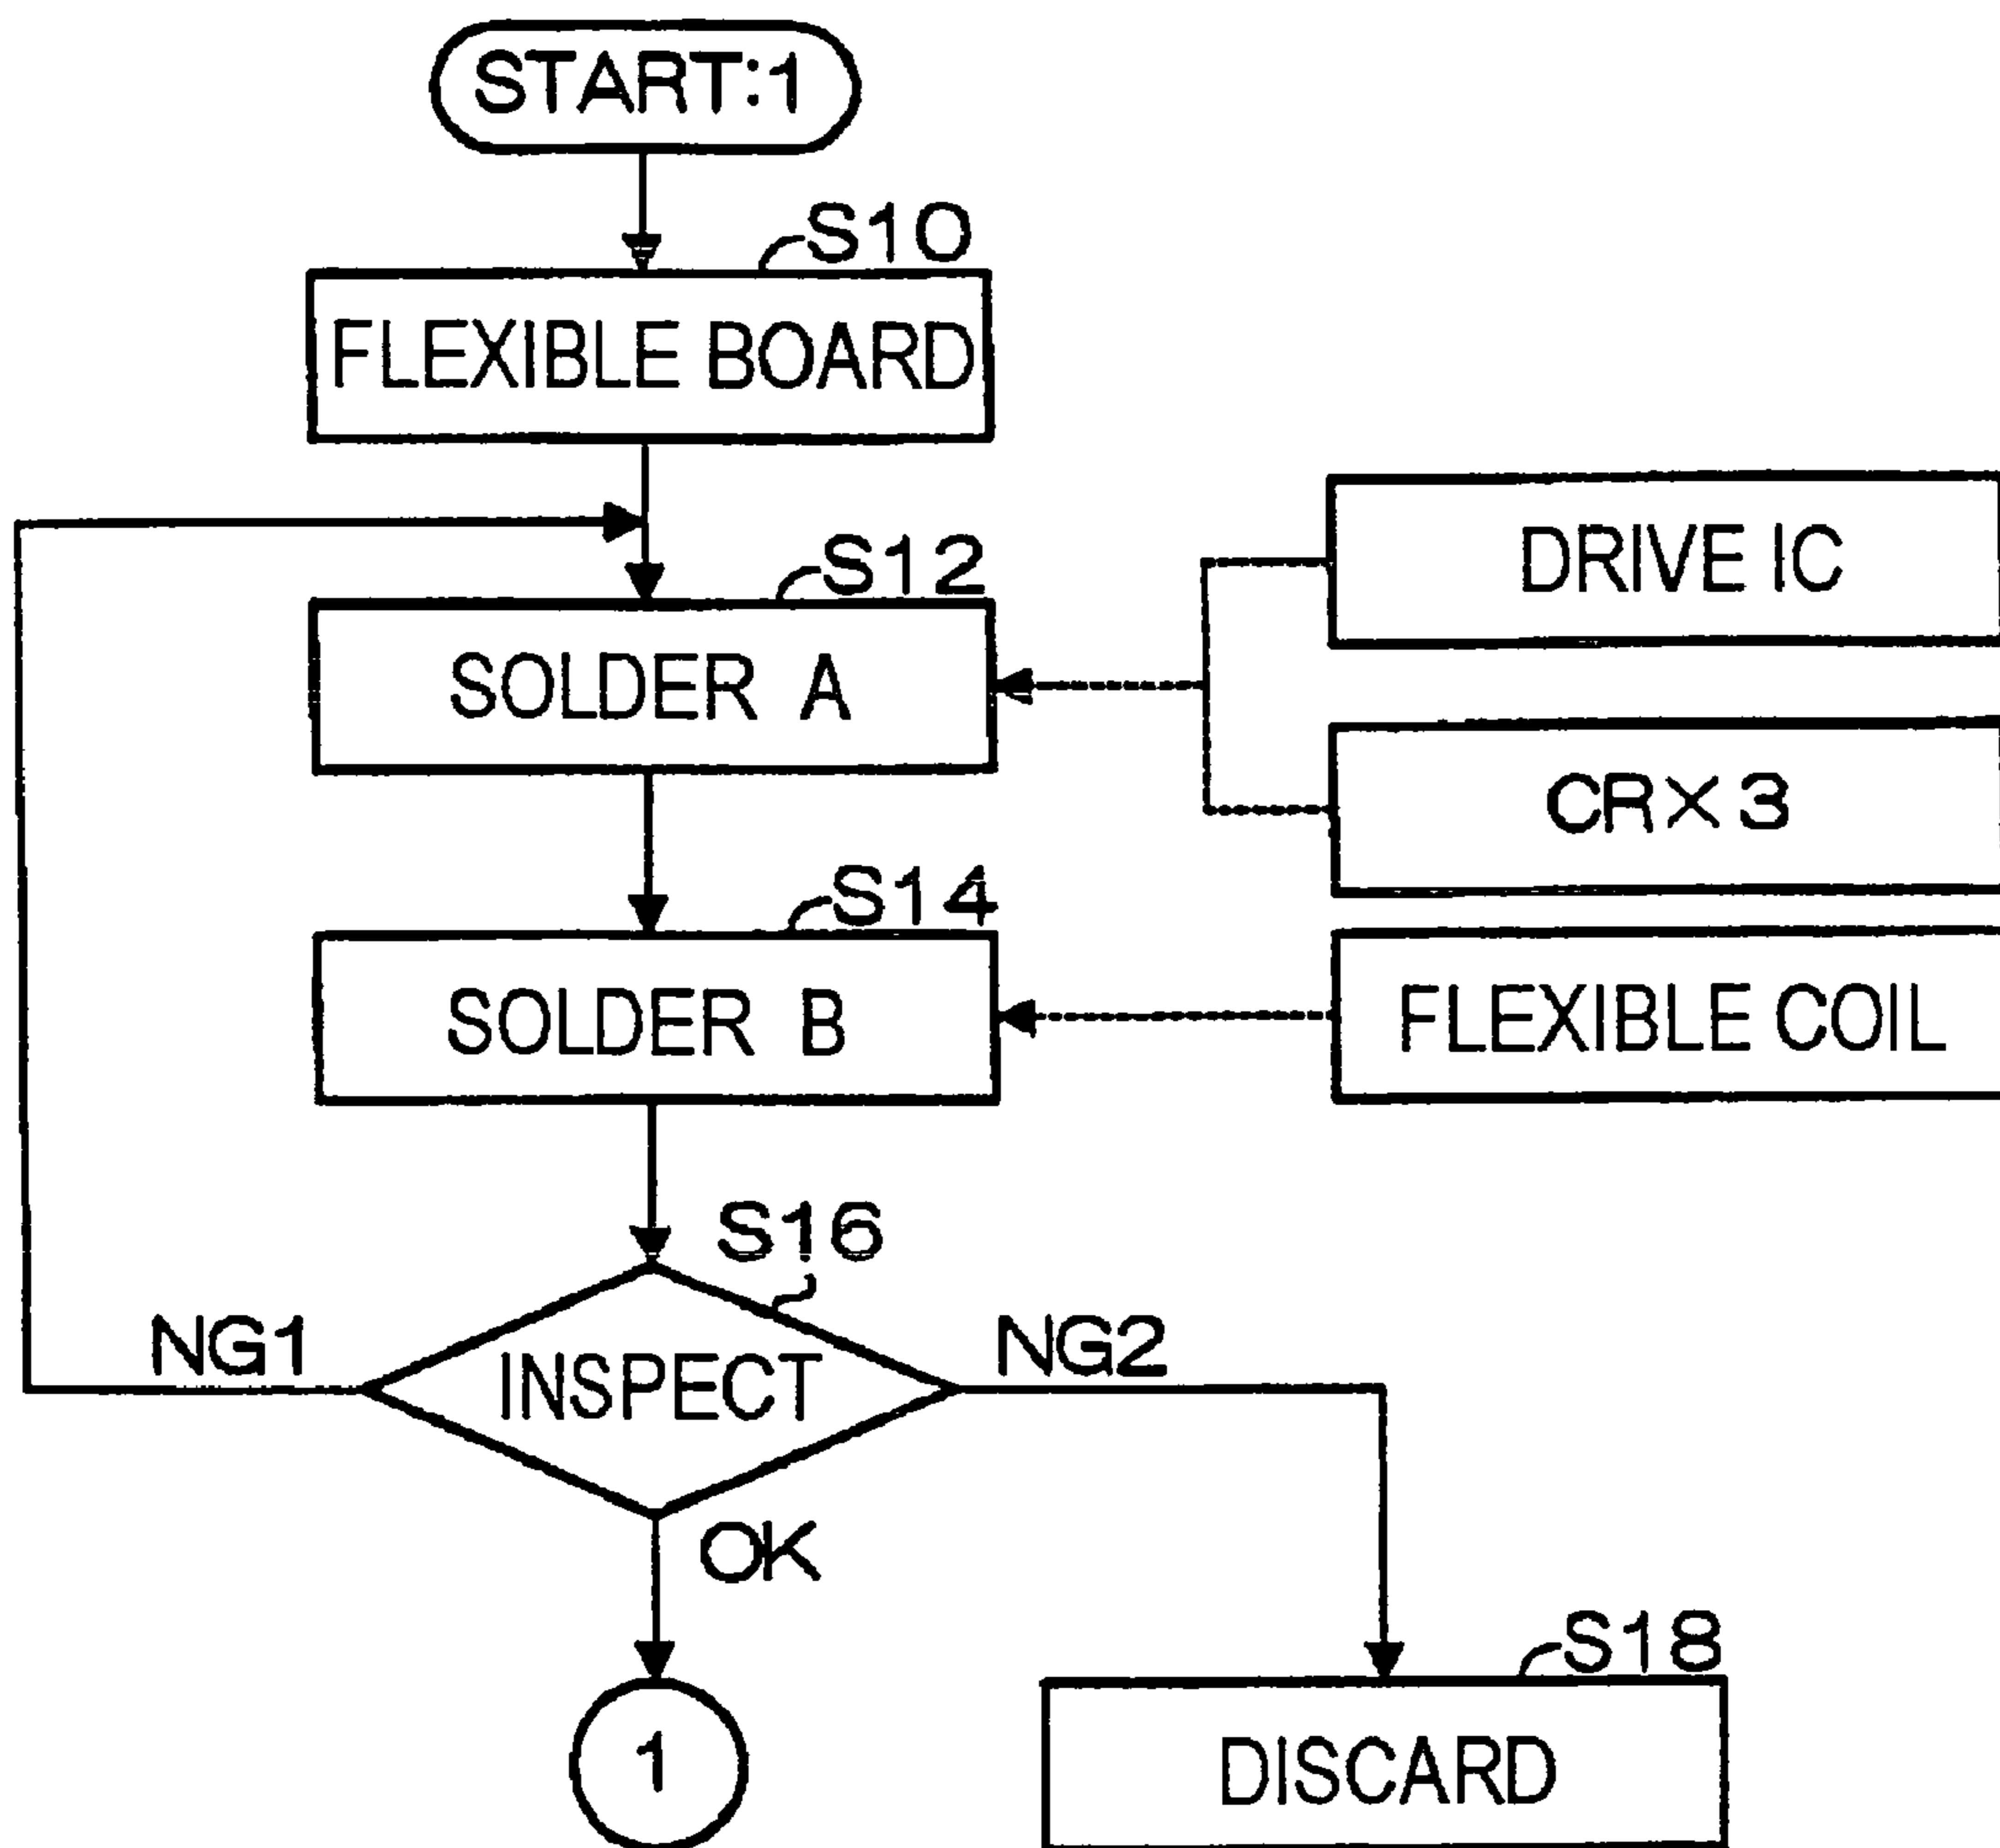 START:1
S10
FLEXIBLE BOARD
S12
DRIVE IC
SOLDER A
CR×3
S14
SOLDER B
FLEXIBLE COIL
S16
NG1
INSPECT
NG2
OK
S18
1
DISCARD